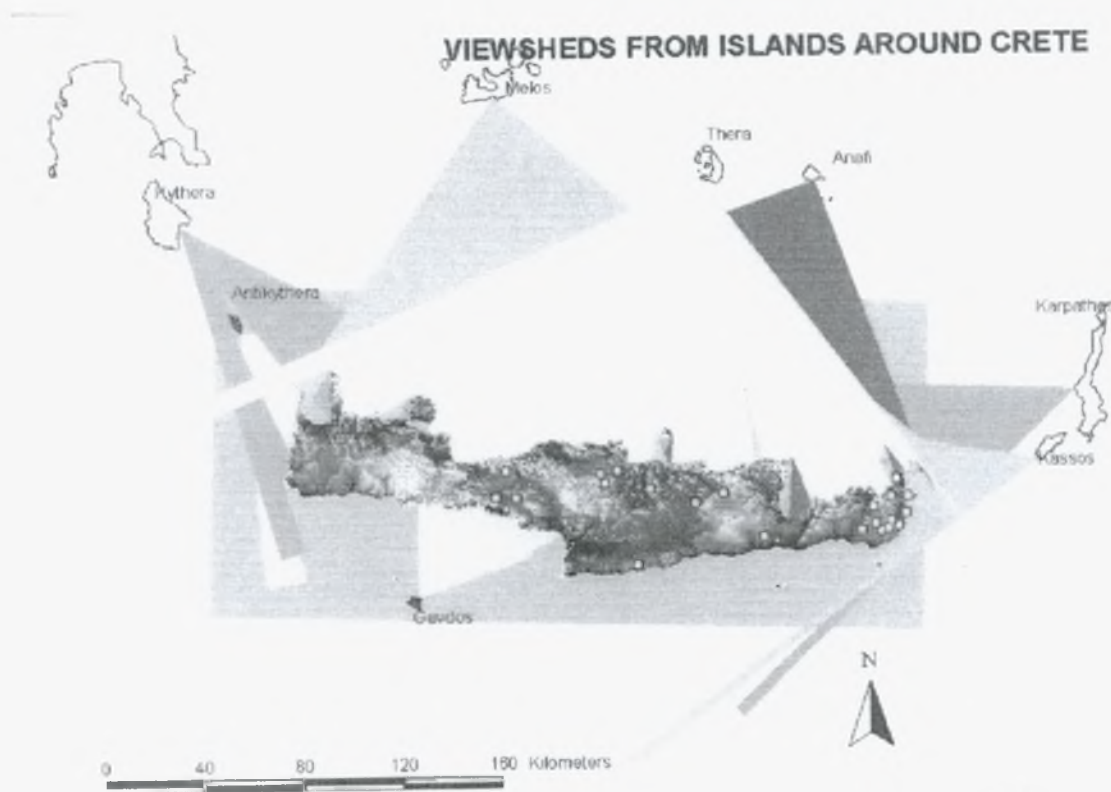 VIEWSHEDS FROM ISLANDS AROUND CRETE
Melos
Thera
Anafi
Kythera
Antikythera
Karpathos
Kassos
Gavdos
N
0 40 80 120 160 Kilometers